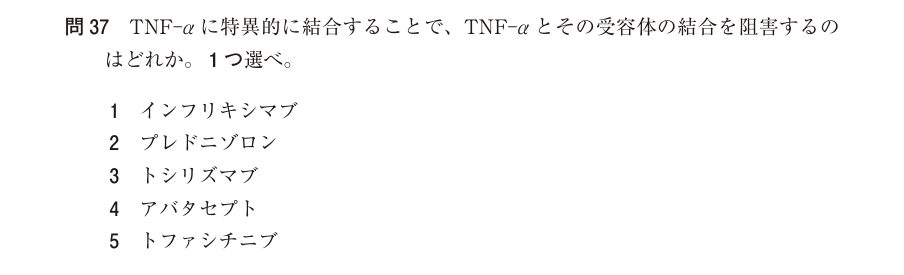 問 37 TNF-α に特異的に結合することで、TNF-α とその受容体の結合を阻害するの
はどれか。1つ選べ。
1 インフリキシマブ
2 プレドニゾロン
3 トシリズマブ
4 アバタセプト
5 トファシチニブ